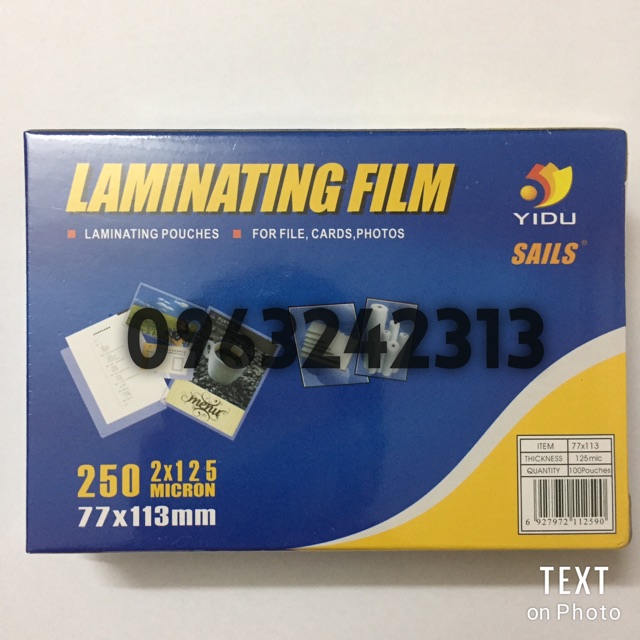 LAMINATING FILM
LAMINATING POUCHES FOR FILE, CARDS,PHOTOS
YIDU
SAILS®
0963242313
menu
250 2x125
MICRON
77x113mm
ITEM 77x113
THICKNESS 125mic
QUANTITY 100Pouches
6 927972 112590
TEXT
on Photo